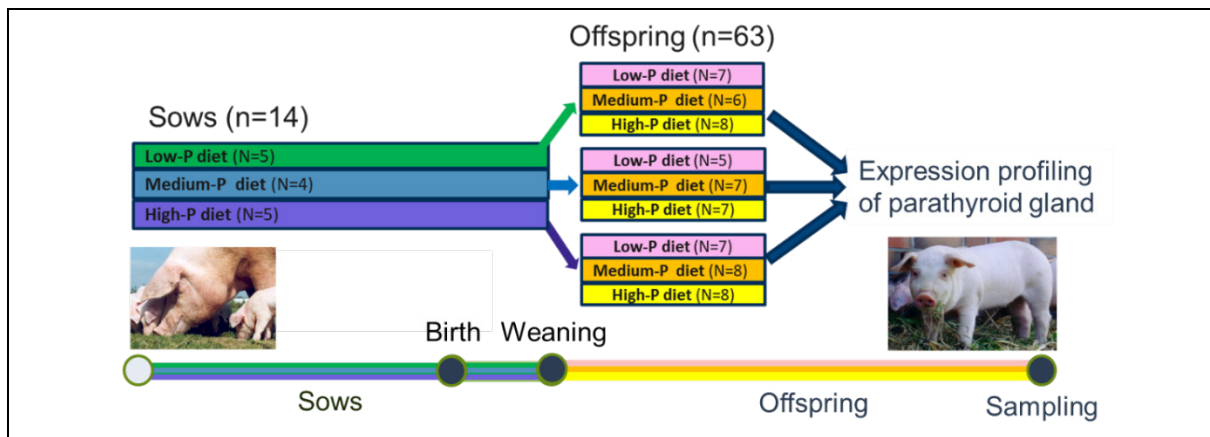 Offspring (n=63)
Low-P diet (N=7)
Medium-P diet (N=6)
High-P diet (N=8)
Sows (n=14)
Low-P diet (N=5)
Medium-P  diet (N=4)
High-P diet (N=5)
Low-P diet (N=5)
Medium-P  diet (N=7)
High-P diet (N=7)
Low-P diet (N=7)
Medium-P  diet (N=8)
High-P diet (N=8)
Expression profiling
of parathyroid gland
Birth
Weaning
Sows
Offspring
Sampling